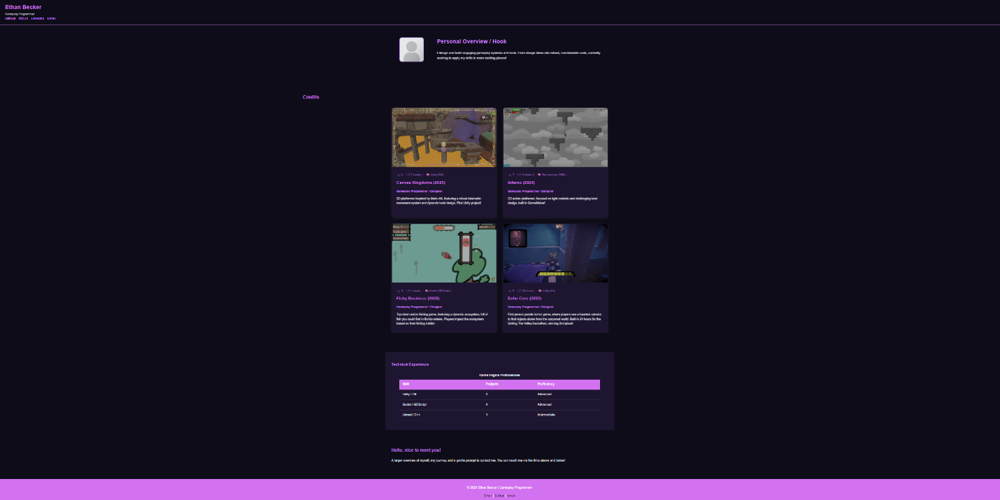 Ethan Becker
Gameplay Programmer
GitHub Itch.io LinkedIn Email
Personal Overview / Hook
I design and build engaging gameplay systems and tools. I turn design ideas into robust, maintainable code, currently
seeking to apply my skills in more exciting places!
Credits
4 7 weeks Unity (C#)
Canvas Kingdoms (2025)
Gameplay Programmer / Designer
3D platformer inspired by Mario 64, featuring a robust kinematic
movement system and dynamic level design. First Unity project!
7 Gamemaker (GML)
Inferno (2024)
Gameplay Programmer / Designer
2D action platformer, focused on tight controls and challenging level
design, built in GameMaker!
3 1 week Godot (GDScript)
Fishy Business (2025)
Gameplay Programmer / Designer
Top-down action fishing game, featuring a dynamic ecosystem, full of
fish you could find in florida waters. Players impact the ecosystem
based on their fishing habits!
24 hours Unity (C#)
Echo Core (2025)
Gameplay Programmer / Designer
First person puzzle horror game, where players use a haunted camera
to find objects stolen from the corporeal world. Built in 24 hours for the
Uniting The Valley hackathon, winning 2nd place!
Technical Experience
Game Engine Proficiencies
Skill Projects Proficiency
Unity / C# Advanced
Godot / GDScript 4 Advanced
Unreal / C++ 1 Intermediate
Hello, nice to meet you!
A larger overview of myself, my journey, and a gentle prompt to contact me. You can reach me via the links above and below!
Ethan Becker | Gameplay Programmer
Email | GitHub |